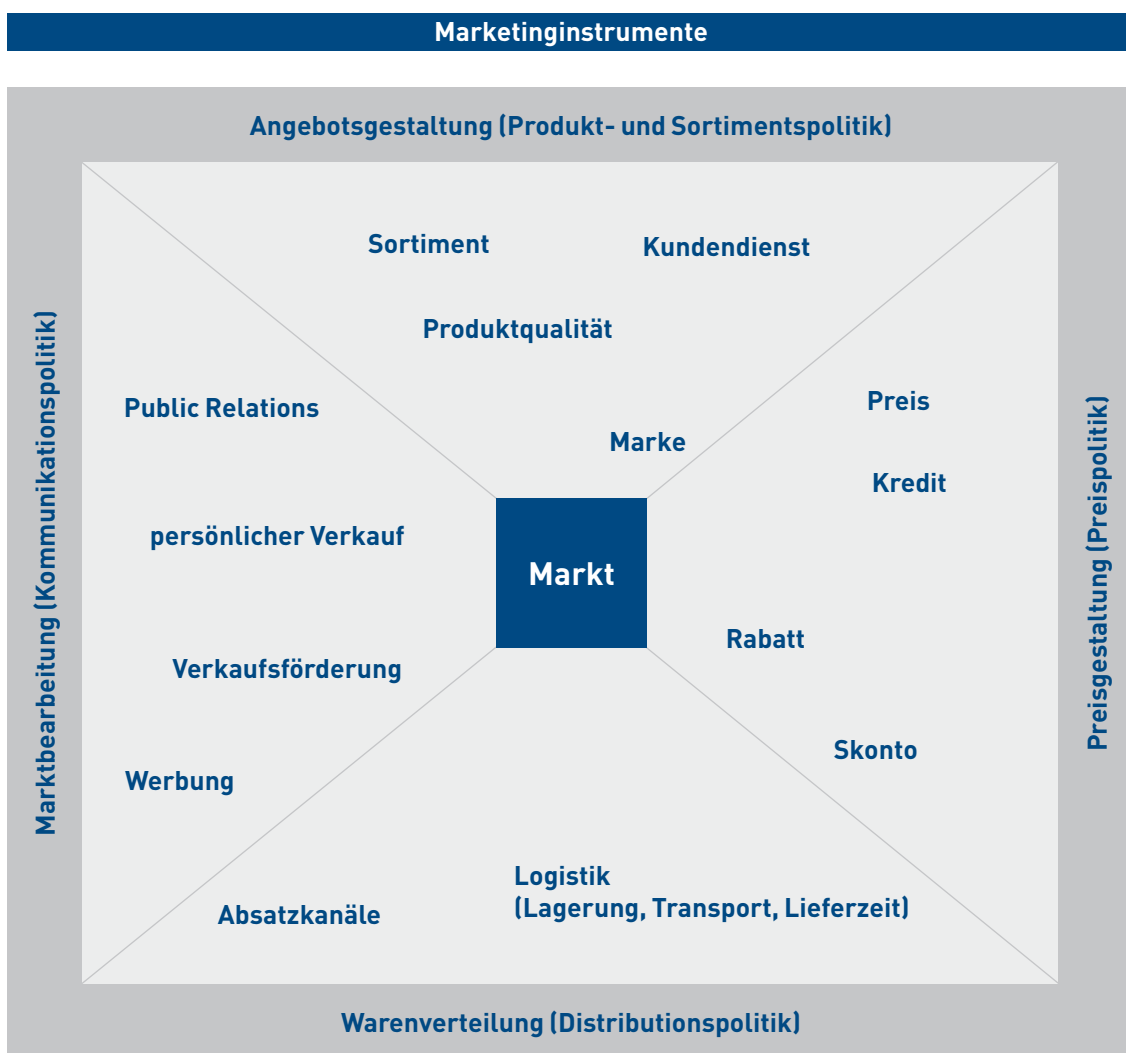 Marketinginstrumente
Angebotsgestaltung (Produkt- und Sortimentspolitik)
Sortiment
Kundendienst
Produktqualität
Marke
Marktbearbeitung (Kommunikationspolitik)
Public Relations
persönlicher Verkauf
Verkaufsförderung
Werbung
Markt
Preis
Kredit
Rabatt
Skonto
Preisgestaltung (Preispolitik)
Absatzkanäle
Logistik
(Lagerung, Transport, Lieferzeit)
Warenverteilung (Distributionspolitik)